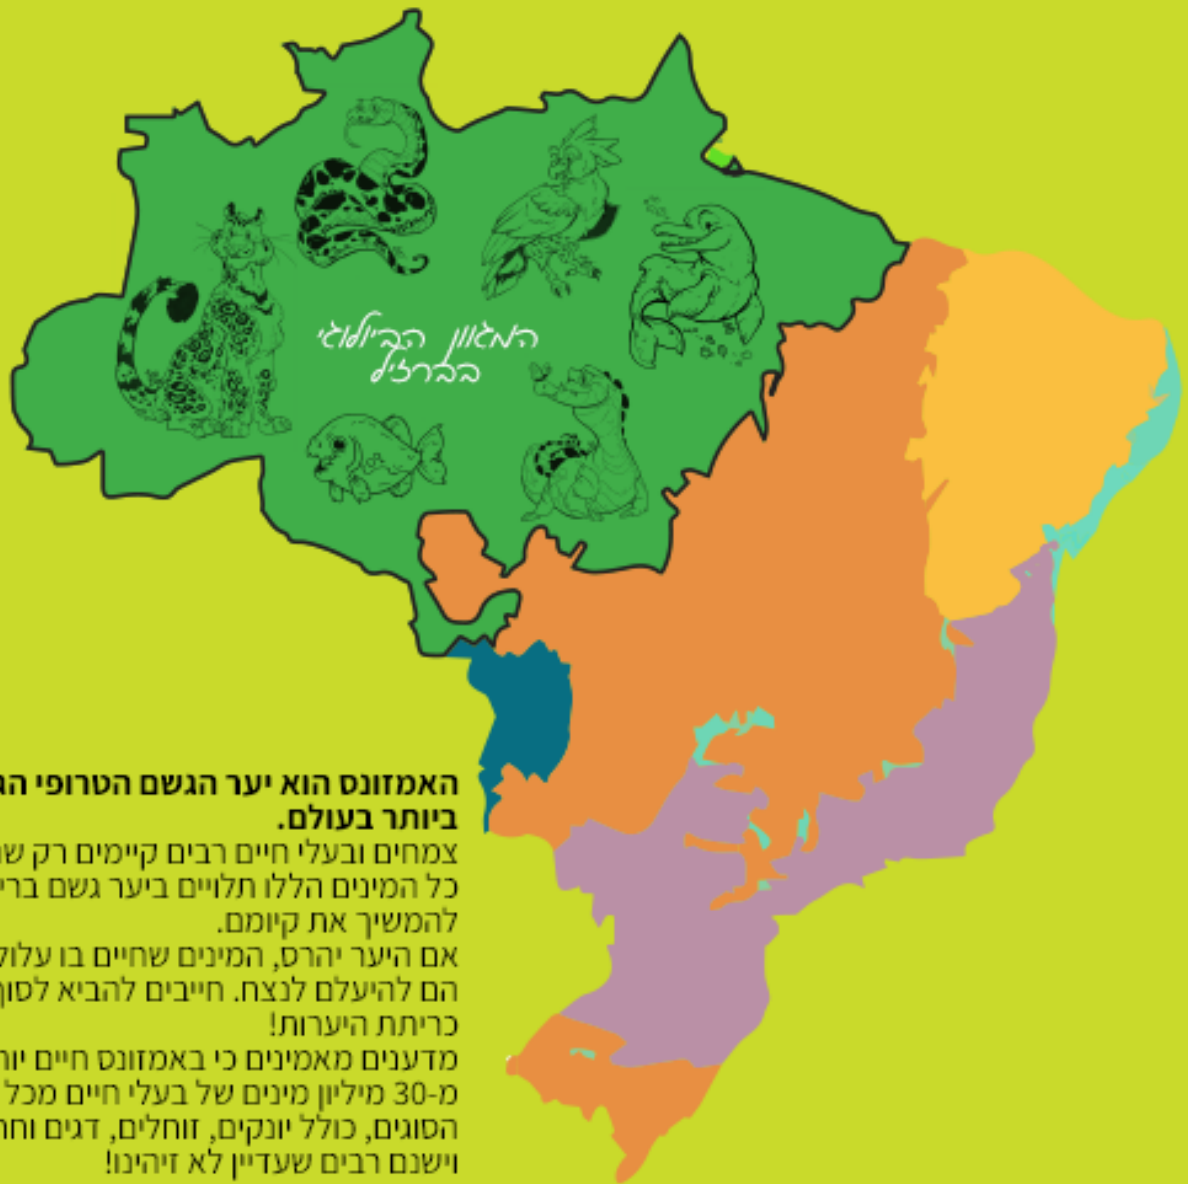 המגוון הביולוגי
בברזיל
האמזונס הוא יער הגשם הטרופי
ביותר בעולם.
צמחים ובעלי חיים רבים קיימים רק
כל המינים הללו תלויים ביער גשם
להמשיך את קיומם.
אם היער יהרס, המינים שחיים בו
הם להיעלם לנצח. חייבים להביא לסוף
כריתת היערות!
מדענים מאמינים כי באמזונס חיים
מ-30 מיליון מינים של בעלי חיים מכל
הסוגים, כולל יונקים, זוחלים, דגים
וישנם רבים שעדיין לא זיהינו!